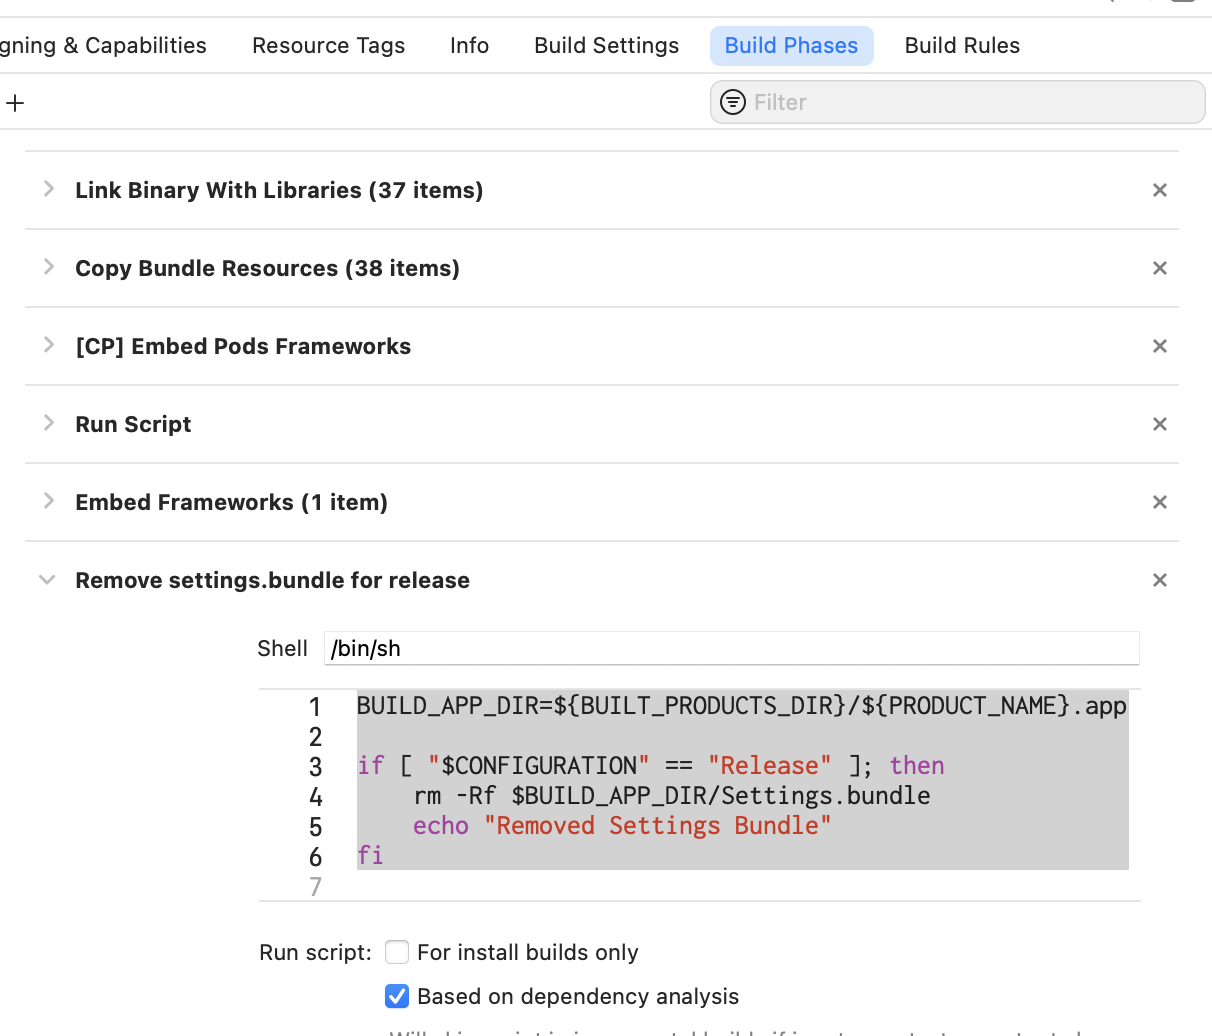 gning & Capabilities Resource Tags Info Build Settings Build Phases Build Rules
+ Filter
Link Binary With Libraries (37 items) ×
Copy Bundle Resources (38 items) ×
[CP] Embed Pods Frameworks ×
Run Script ×
Embed Frameworks (1 item) ×
Remove settings.bundle for release ×
Shell /bin/sh
1 BUILD_APP_DIR=${BUILT_PRODUCTS_DIR}/${PRODUCT_NAME}.app
2
3 if [ "$CONFIGURATION" == "Release" ]; then
4 rm -Rf $BUILD_APP_DIR/Settings.bundle
5 echo "Removed Settings Bundle"
6 fi
7
Run script: For install builds only
Based on dependency analysis